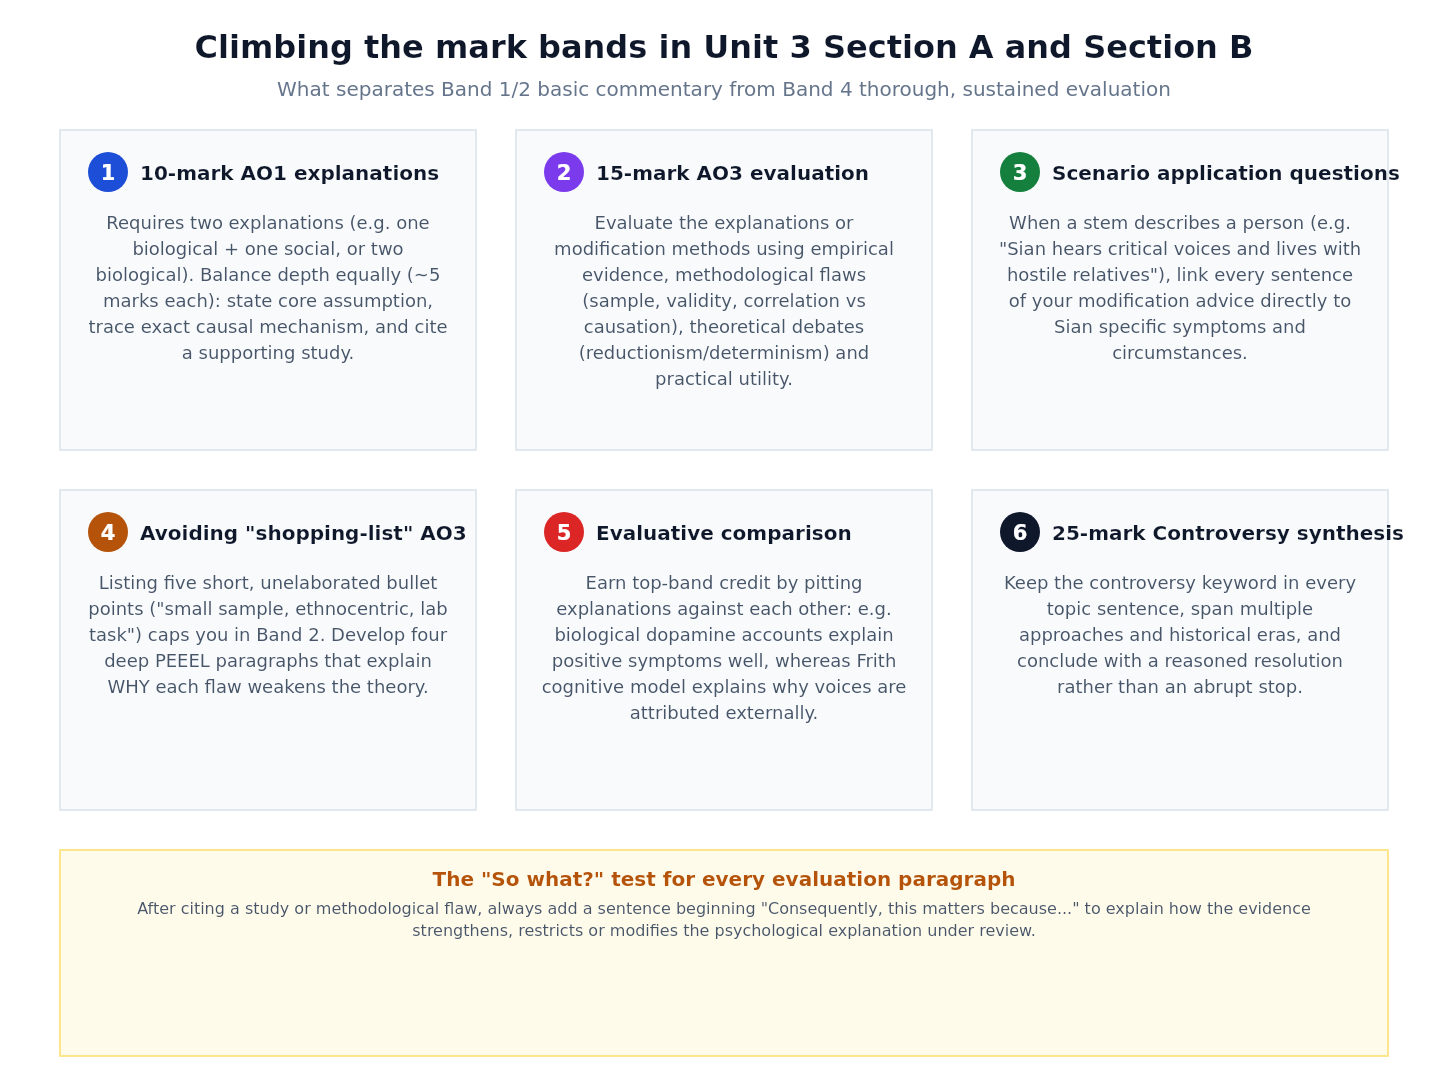 Climbing the mark bands in Unit 3 Section A and Section B
What separates Band 1/2 basic commentary from Band 4 thorough, sustained evaluation
1 10-mark AO1 explanations
Requires two explanations (e.g. one
biological + one social, or two
biological). Balance depth equally (~5
marks each): state core assumption,
trace exact causal mechanism, and cite
a supporting study.
2 15-mark AO3 evaluation
Evaluate the explanations or
modification methods using empirical
evidence, methodological flaws
(sample, validity, correlation vs
causation), theoretical debates
(reductionism/determinism) and
practical utility.
3 Scenario application questions
When a stem describes a person (e.g.
"Sian hears critical voices and lives with
hostile relatives"), link every sentence
of your modification advice directly to
Sian specific symptoms and
circumstances.
4 Avoiding "shopping-list" AO3
Listing five short, unelaborated bullet
points ("small sample, ethnocentric, lab
task") caps you in Band 2. Develop four
deep PEEEL paragraphs that explain
WHY each flaw weakens the theory.
5 Evaluative comparison
Earn top-band credit by pitting
explanations against each other: e.g.
biological dopamine accounts explain
positive symptoms well, whereas Frith
cognitive model explains why voices are
attributed externally.
6 25-mark Controversy synthesis
Keep the controversy keyword in every
topic sentence, span multiple
approaches and historical eras, and
conclude with a reasoned resolution
rather than an abrupt stop.
The "So what?" test for every evaluation paragraph
After citing a study or methodological flaw, always add a sentence beginning "Consequently, this matters because..." to explain how the evidence
strengthens, restricts or modifies the psychological explanation under review.